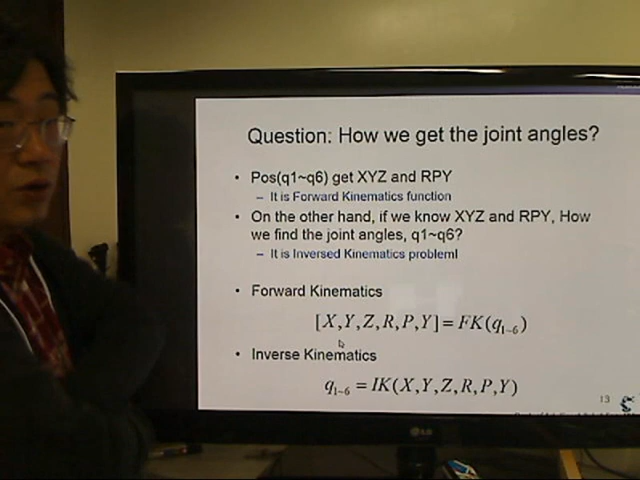 Question: How we get the joint angles?
• Pos(q1~q6) get XYZ and RPY
– It is Forward Kinematics function
• On the other hand, if we know XYZ and RPY, How
we find the joint angles, q1~q6?
– It is Inversed Kinematics problem!
• Forward Kinematics
[X,Y,Z,R,P,Y]=FK(q1~6)
• Inverse Kinematics
q1~6=IK(X,Y,Z,R,P,Y)
13
LG